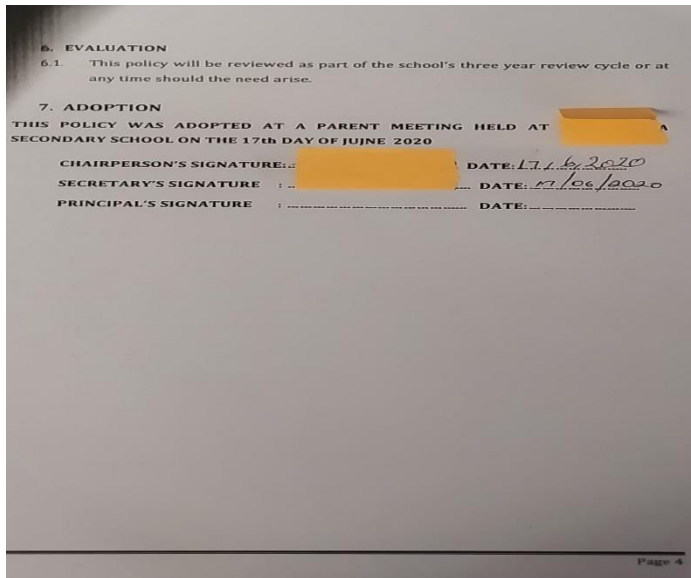 6. EVALUATION
6.1. This policy will be reviewed as part of the school's three year review cycle or at
any time should the need arise.
7. ADOPTION
THIS POLICY WAS ADOPTED AT A PARENT MEETING HELD AT A
SECONDARY SCHOOL ON THE 17th DAY OF JUJNE 2020
CHAIRPERSON'S SIGNATURE: DATE: 17/6/2020
SECRETARY'S SIGNATURE : DATE: 17/06/2020
PRINCIPAL'S SIGNATURE : DATE:
Page 4